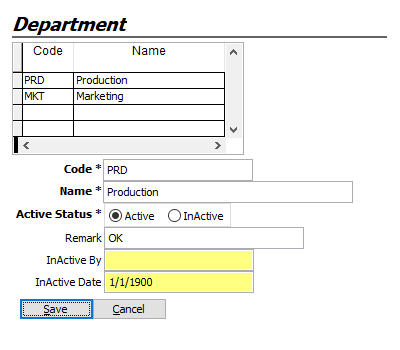 Department
Code Name
PRD Production
MKT Marketing
Code * PRD
Name * Production
Active Status * Active InActive
Remark OK
InActive By
InActive Date 1/1/1900
Save Cancel